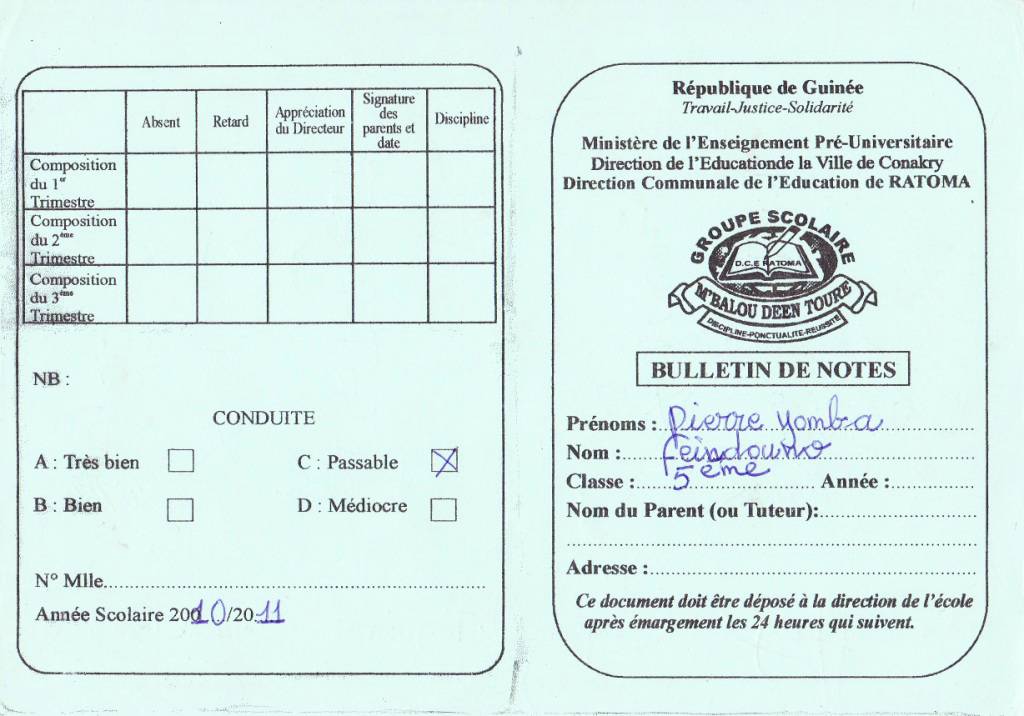 Absent Retard Appréciation du Directeur Signature des parents et date Discipline
Composition du 1er Trimestre
Composition du 2ème Trimestre
Composition du 3ème Trimestre
NB :
CONDUITE
A : Très bien
C : Passable X
B : Bien
D : Médiocre
N° Mlle
Année Scolaire 20010/20 11
République de Guinée
Travail-Justice-Solidarité
Ministère de l'Enseignement Pré-Universitaire
Direction de l'Educationde la Ville de Conakry
Direction Communale de l'Education de RATOMA
GROUPE SCOLAIRE
D.C.E RATOMA
M'BALOU DEEN TOURE
DISCIPLINE-PONCTUALITE-REUSSITE
BULLETIN DE NOTES
Prénoms : Pierre Yomba
Nom : Feindouno
Classe : 5eme Année :
Nom du Parent (ou Tuteur):
Adresse :
Ce document doit être déposé à la direction de l'école
après émargement les 24 heures qui suivent.